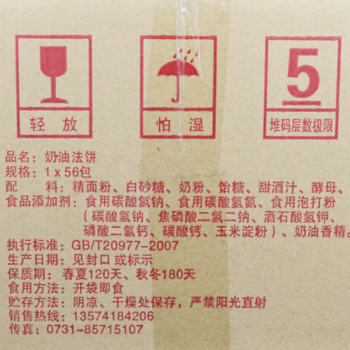 5
轻放
怕湿
堆码层数极限
品名：奶油法饼
规格：1x56包
配 料：精面粉、白砂糖、奶粉、饴糖、甜酒汁、酵母、
食品添加剂：食用碳酸氢钠、食用碳酸氢氨、食用泡打粉
（碳酸氢钠、焦磷酸二氢二钠、酒石酸氢钾、
磷酸二氢钙、碳酸钙、玉米淀粉）、奶油香精。
执行标准：GB/T20977-2007
生产日期：见封口 或标示
保质期：春夏120天、秋冬180天
食用方法：开袋即食
贮存方法：阴凉、干燥处保存，严禁阳光直射
销售热线：13574184206
传真：0731-85715107